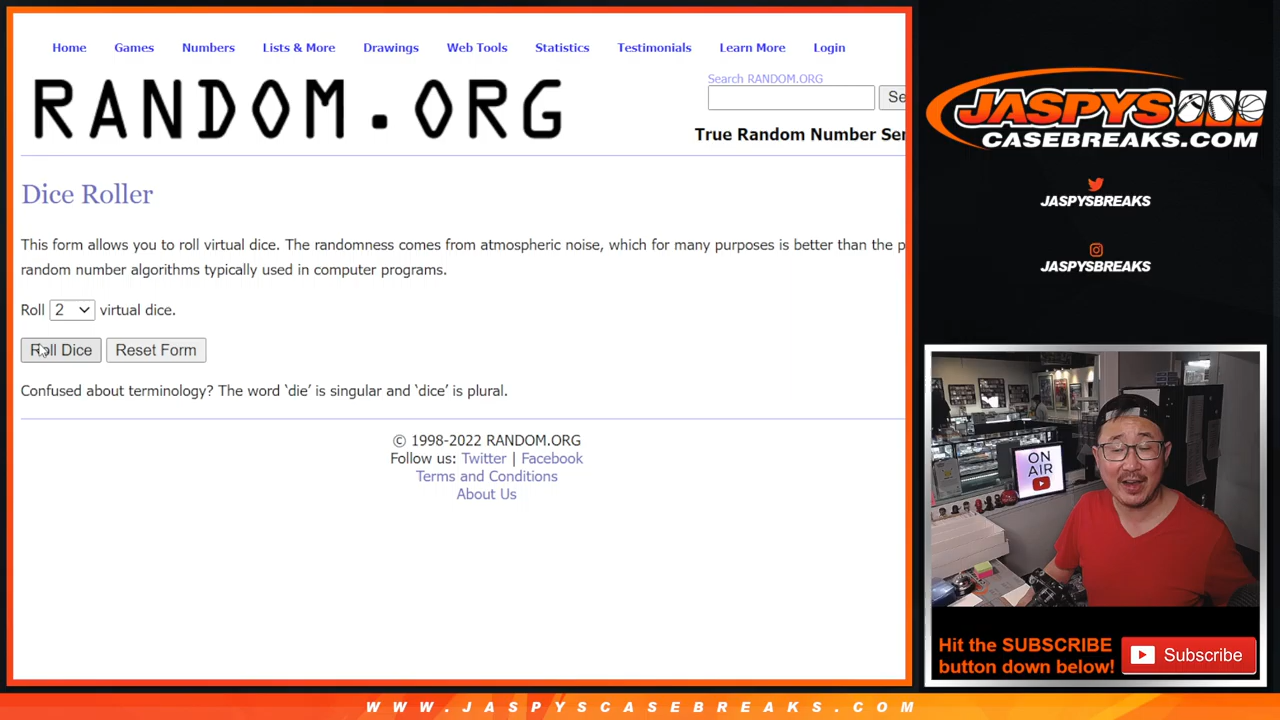 Home Games Numbers Lists & More Drawings Web Tools Statistics Testimonials Learn More Login
RANDOM.ORG
Search RANDOM.ORG
Se
True Random Number Ser
Dice Roller
This form allows you to roll virtual dice. The randomness comes from atmospheric noise, which for many purposes is better than the p
random number algorithms typically used in computer programs.
Roll 2 virtual dice.
Roll Dice Reset Form
Confused about terminology? The word ‘die’ is singular and ‘dice’ is plural.
© 1998-2022 RANDOM.ORG
Follow us: Twitter | Facebook
Terms and Conditions
About Us
JASPYS
CASEBREAKS.COM
JASPYSBREAKS
JASPYSBREAKS
ON
AIR
Hit the SUBSCRIBE
button down below!
Subscribe
WWW.JASPYSCASEBREAKS.COM